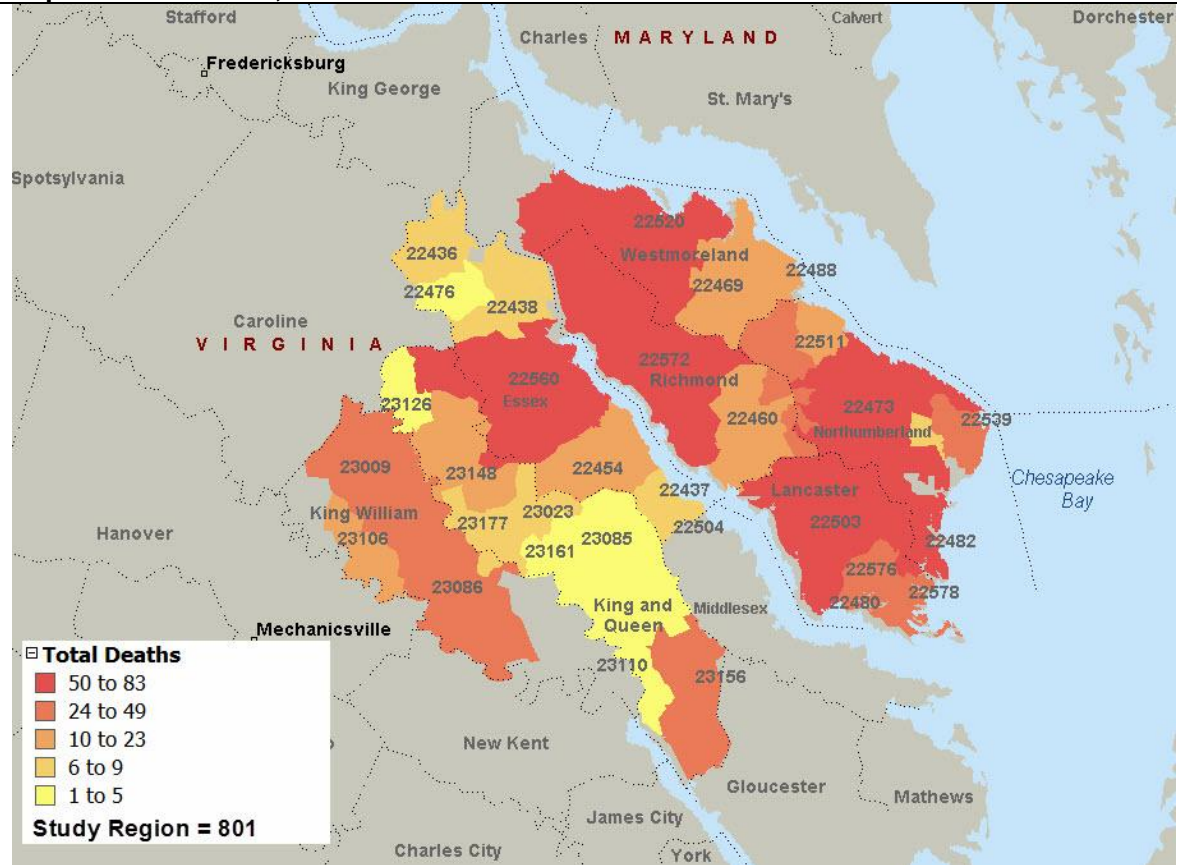 Stafford
Calvert
Dorchester
Charles
MARYLAND
Fredericksburg
King George
St. Mary's
Spotsylvania
22520
22436
Westmoreland
22488
22476
22469
22438
Caroline
VIRGINIA
22511
22572
22560
Richmond
Essex
23126
22473
22460
22539
Northumberland
23009
23148
22454
Chesapeake
Bay
22437
Lancaster
King William
23177
23023
22503
22504
Hanover
23106
23161
23085
22482
22576
23086
22578
22480
King and
Queen
Middlesex
Mechanicsville
23110
23156
Total Deaths
50 to 83
24 to 49
10 to 23
6 to 9
1 to 5
Study Region = 801
New Kent
Gloucester
Mathews
James City
Charles City
York